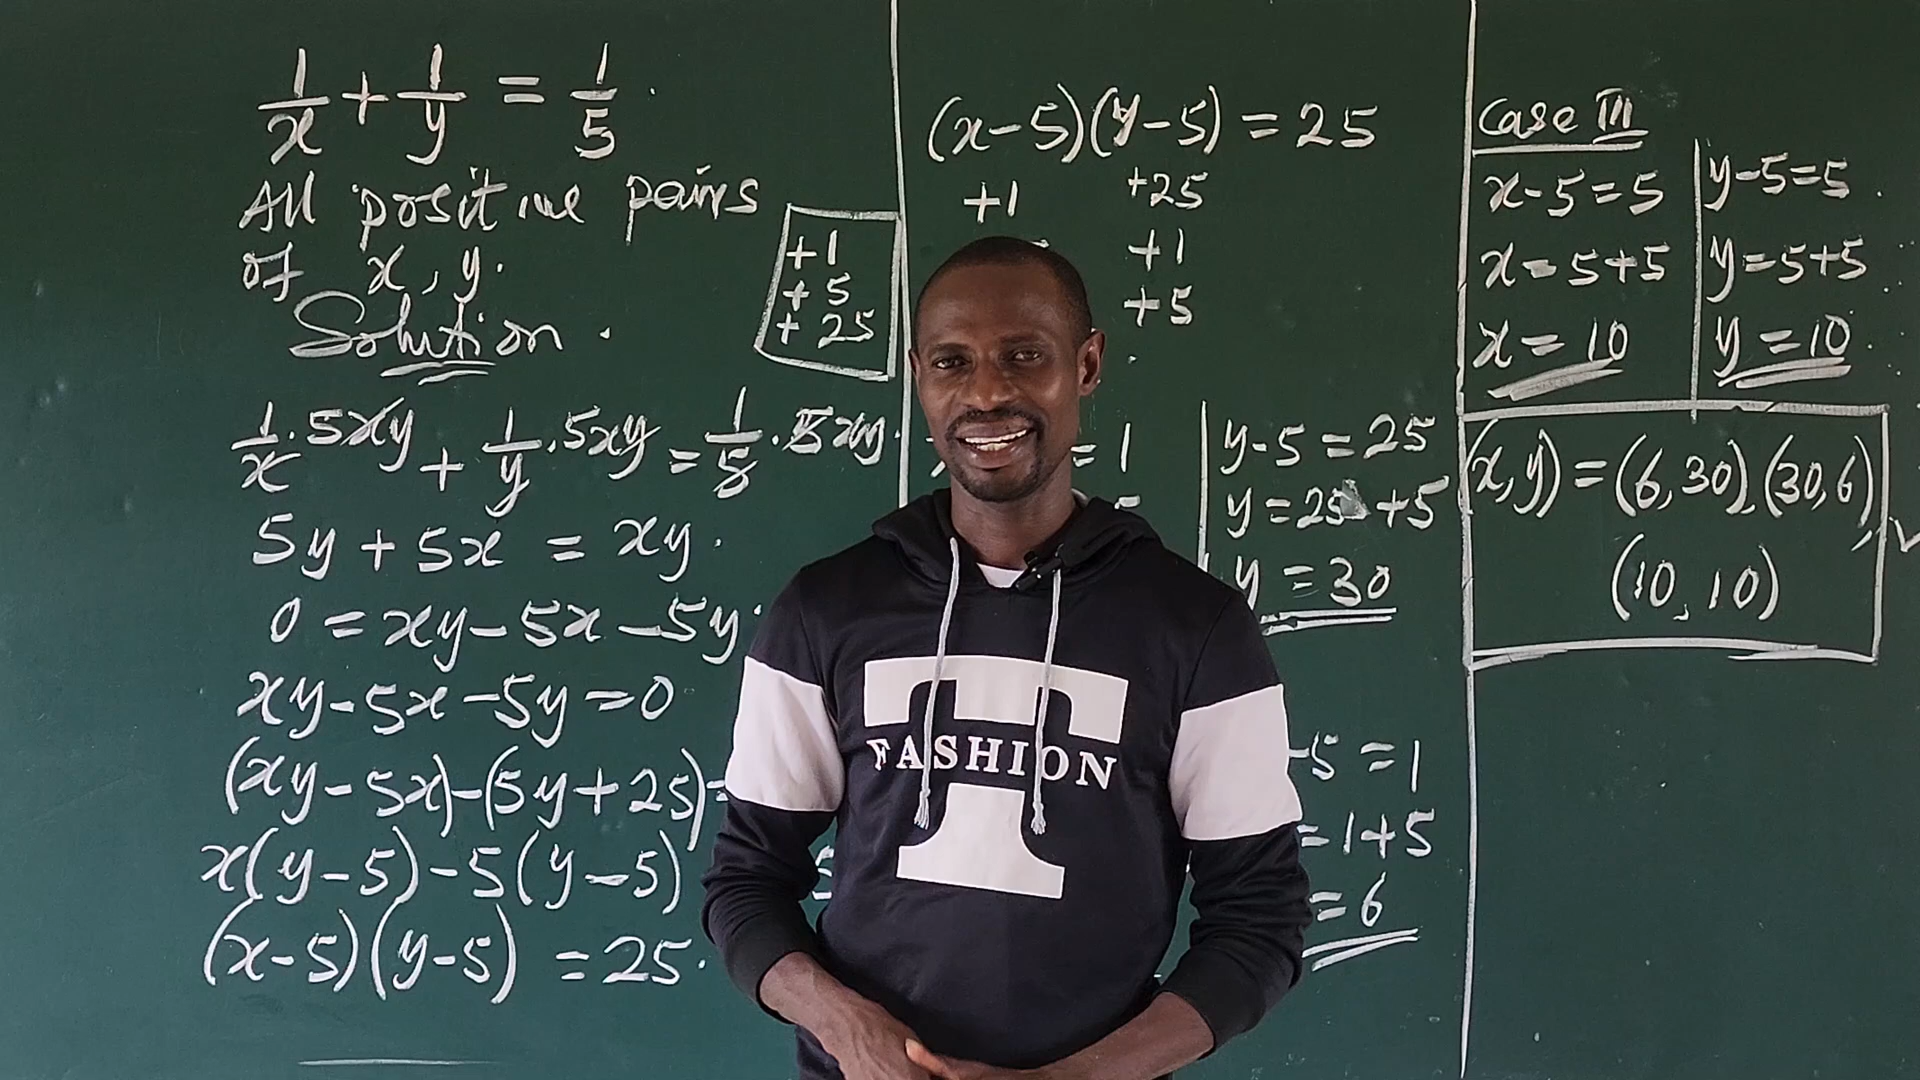 1/x + 1/y = 1/5.
All positive pairs
of x, y.
Solution.
+1
+5
+25
1/x · 5xy + 1/y · 5xy = 1/5 · 5xy.
5y + 5x = xy.
0 = xy - 5x - 5y.
xy - 5x - 5y = 0
(xy - 5x) - (5y + 25)
x(y - 5) - 5(y - 5)
(x - 5)(y - 5) = 25.
(x - 5)(y - 5) = 25
+1 +25
+1
+5
= 1
y - 5 = 25
y = 25 + 5
y = 30
-5 = 1
= 1 + 5
= 6
Case III
x - 5 = 5
x = 5 + 5
x = 10
y - 5 = 5.
y = 5 + 5
y = 10.
(x, y) = (6, 30), (30, 6),
(10, 10)
T
FASHION